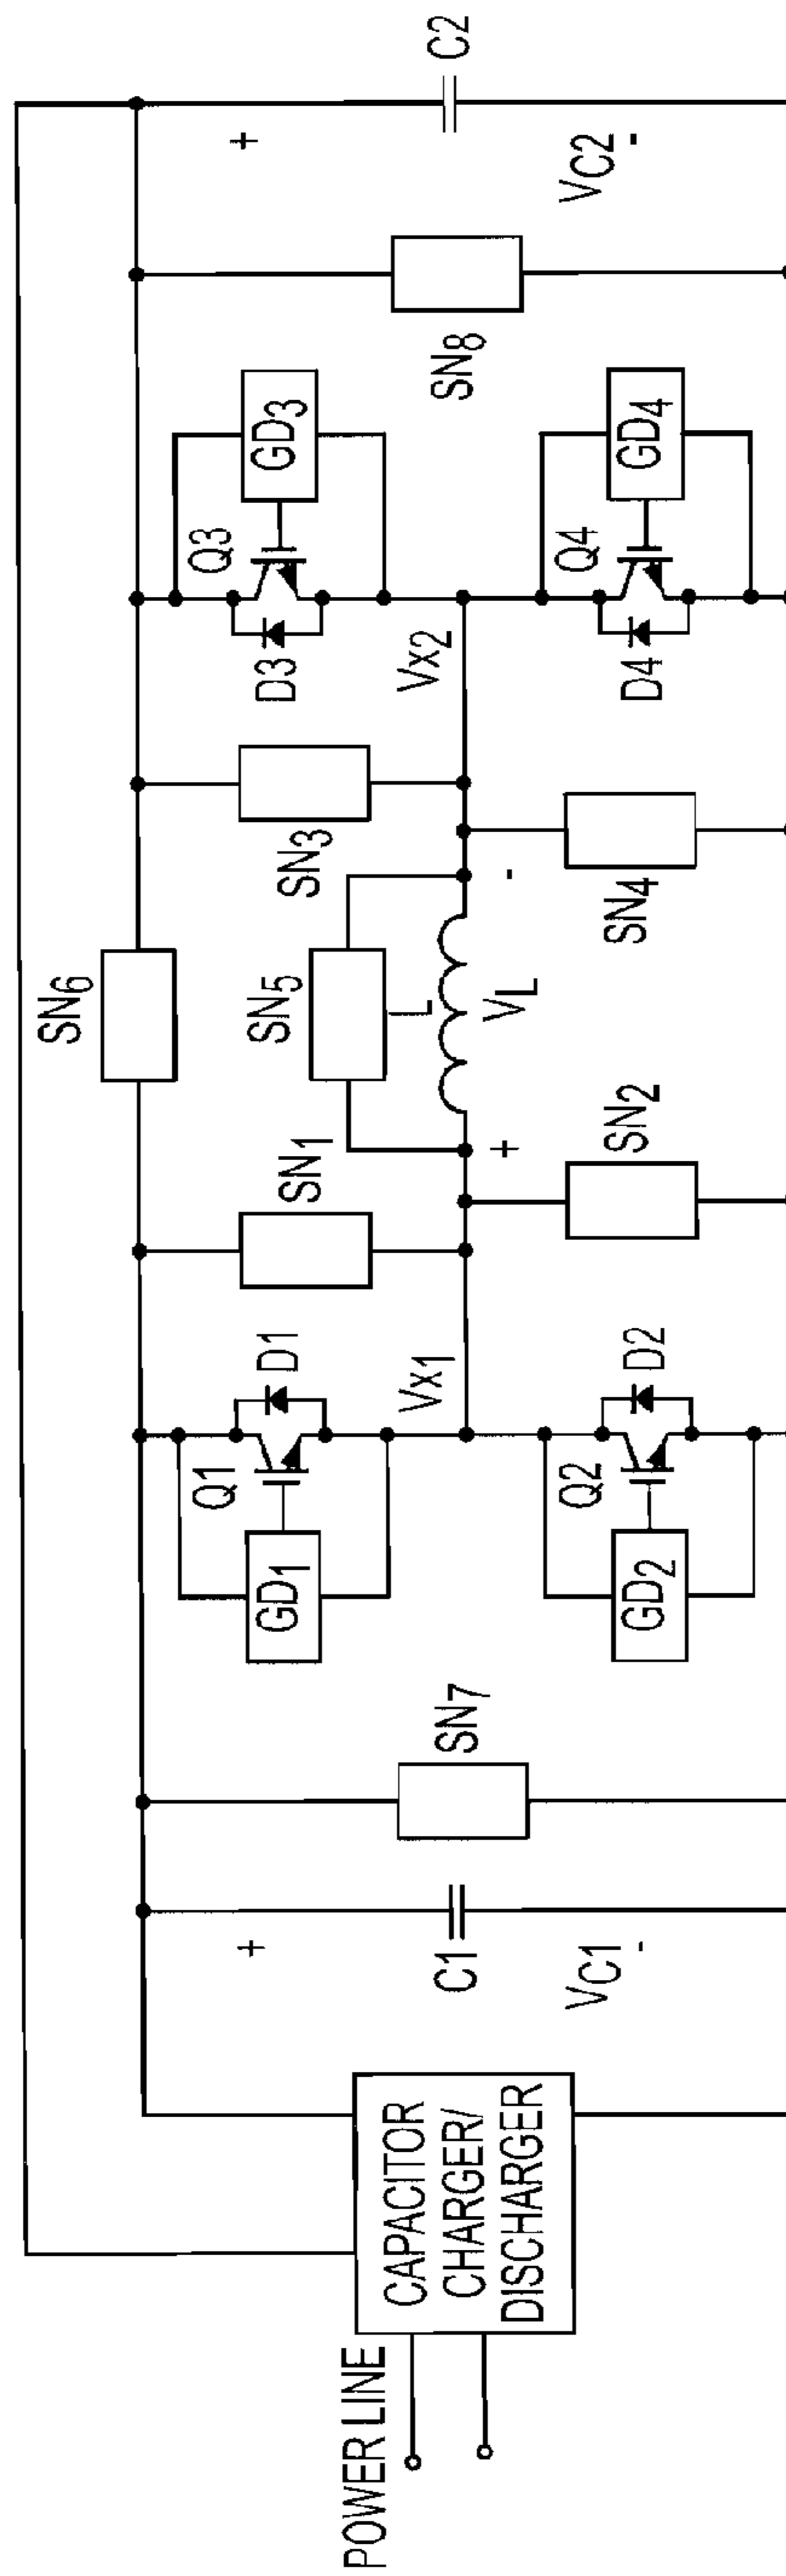 POWER LINE
CAPACITOR
CHARGER/
DISCHARGER
+
C1
VC1
-
SN7
GD1
Q1
D1
GD2
Q2
D2
VX1
SN1
SN2
+
SN6
SN5
L
VL
-
SN3
SN4
VX2
D3
Q3
GD3
D4
Q4
GD4
SN8
+
C2
VC2
-